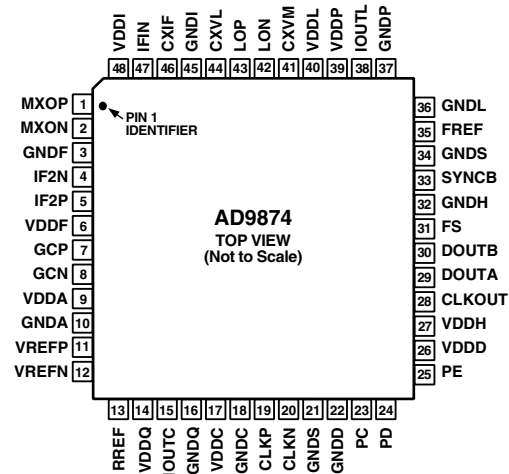 VDDI IFIN CXIF GNDI CXVL LOP LON CXVM VDDL VDDP IOUTL GNDP
48 47 46 45 44 43 42 41 40 39 38 37
MXOP 1
MXON 2
GNDF 3
IF2N 4
IF2P 5
VDDF 6
GCP 7
GCN 8
VDDA 9
GNDA 10
VREFP 11
VREFN 12
PIN 1
IDENTIFIER
AD9874
TOP VIEW
(Not to Scale)
36 GNDL
35 FREF
34 GNDS
33 SYNCB
32 GNDH
31 FS
30 DOUTB
29 DOUTA
28 CLKOUT
27 VDDH
26 VDDD
25 PE
13 14 15 16 17 18 19 20 21 22 23 24
RREF VDDQ IOUTC GNDQ VDDC GNDC CLKP CLKN GNDS GNDD PC PD